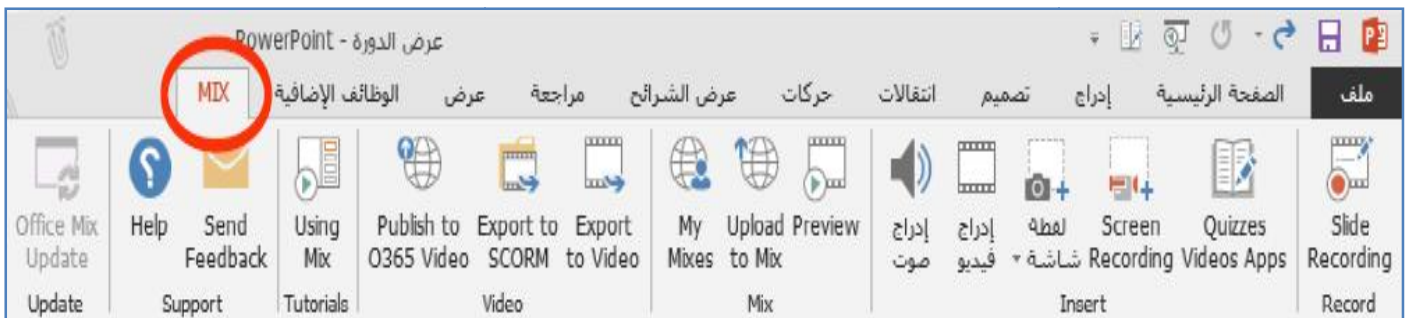 عرض الدورة - PowerPoint
ملف الصفحة الرئيسية إدراج تصميم انتقالات حركات عرض الشرائح مراجعة عرض الوظائف الإضافية MIX
Slide Recording
Quizzes Videos Apps
Screen Recording
لقطة شاشة
إدراج فيديو
إدراج صوت
Preview
Upload to Mix
My Mixes
Export to Video
Export to SCORM
Publish to O365 Video
Using Mix
Send Feedback
Help
Office Mix Update
Record Insert Mix Video Tutorials Support Update